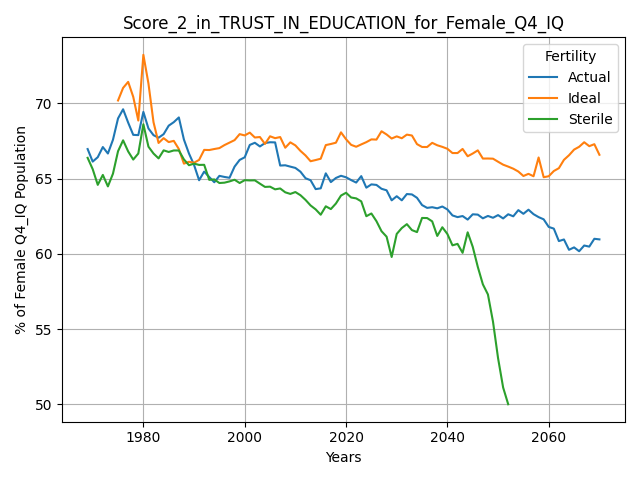 Score_2_in_TRUST_IN_EDUCATION_for_Female_Q4_IQ
Fertility
Actual
Ideal
Sterile
% of Female Q4_IQ Population
70
65
60
55
50
1980
2000
2020
2040
2060
Years